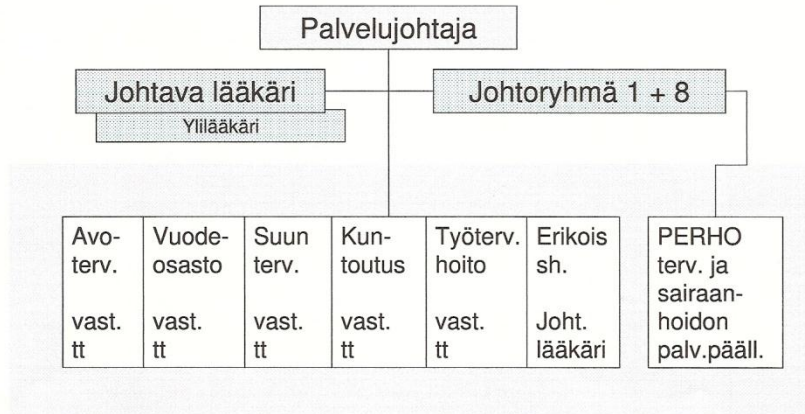 Palvelujohtaja
Johtava lääkäri
Ylilääkäri
Johtoryhmä 1 + 8
Avo-
terv.
vast.
tt
Vuode-
osasto
vast.
tt
Suun
terv.
vast.
tt
Kun-
toutus
vast.
tt
Työterv.
hoito
vast.
tt
Erikois
sh.
Joht.
lääkäri
PERHO
terv. ja
sairaan-
hoidon
palv.pääll.